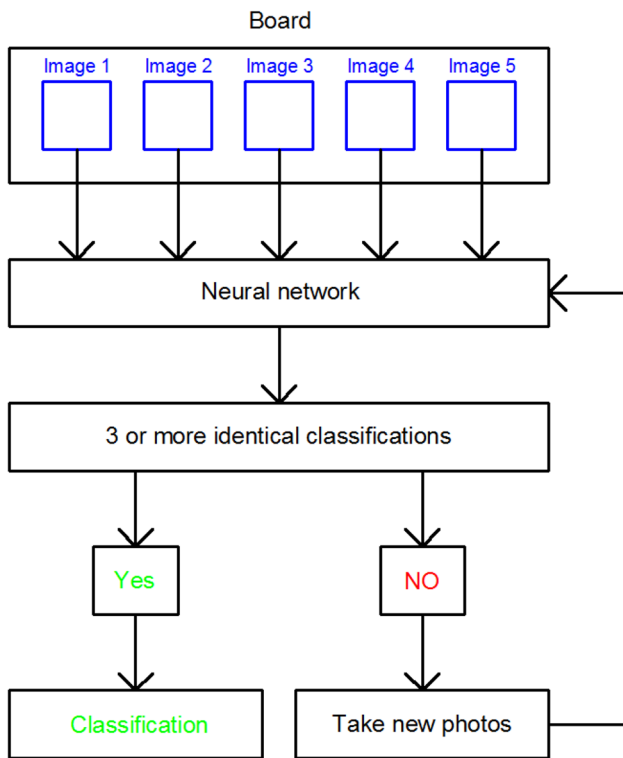 Board
Image 1
Image 2
Image 3
Image 4
Image 5
Neural network
3 or more identical classifications
Yes
NO
Classification
Take new photos